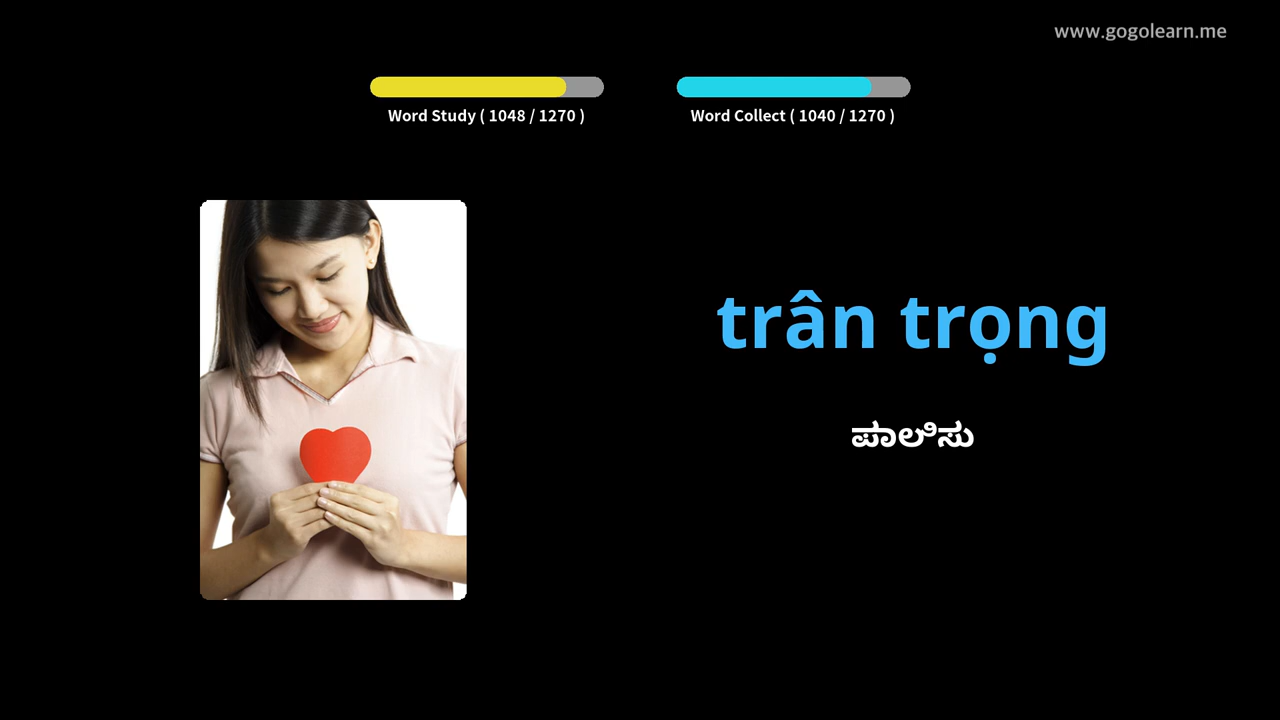 www.gogolearn.me
Word Study ( 1048 / 1270 )
Word Collect ( 1040 / 1270 )
trân trọng
ಪಾಲಿಸು